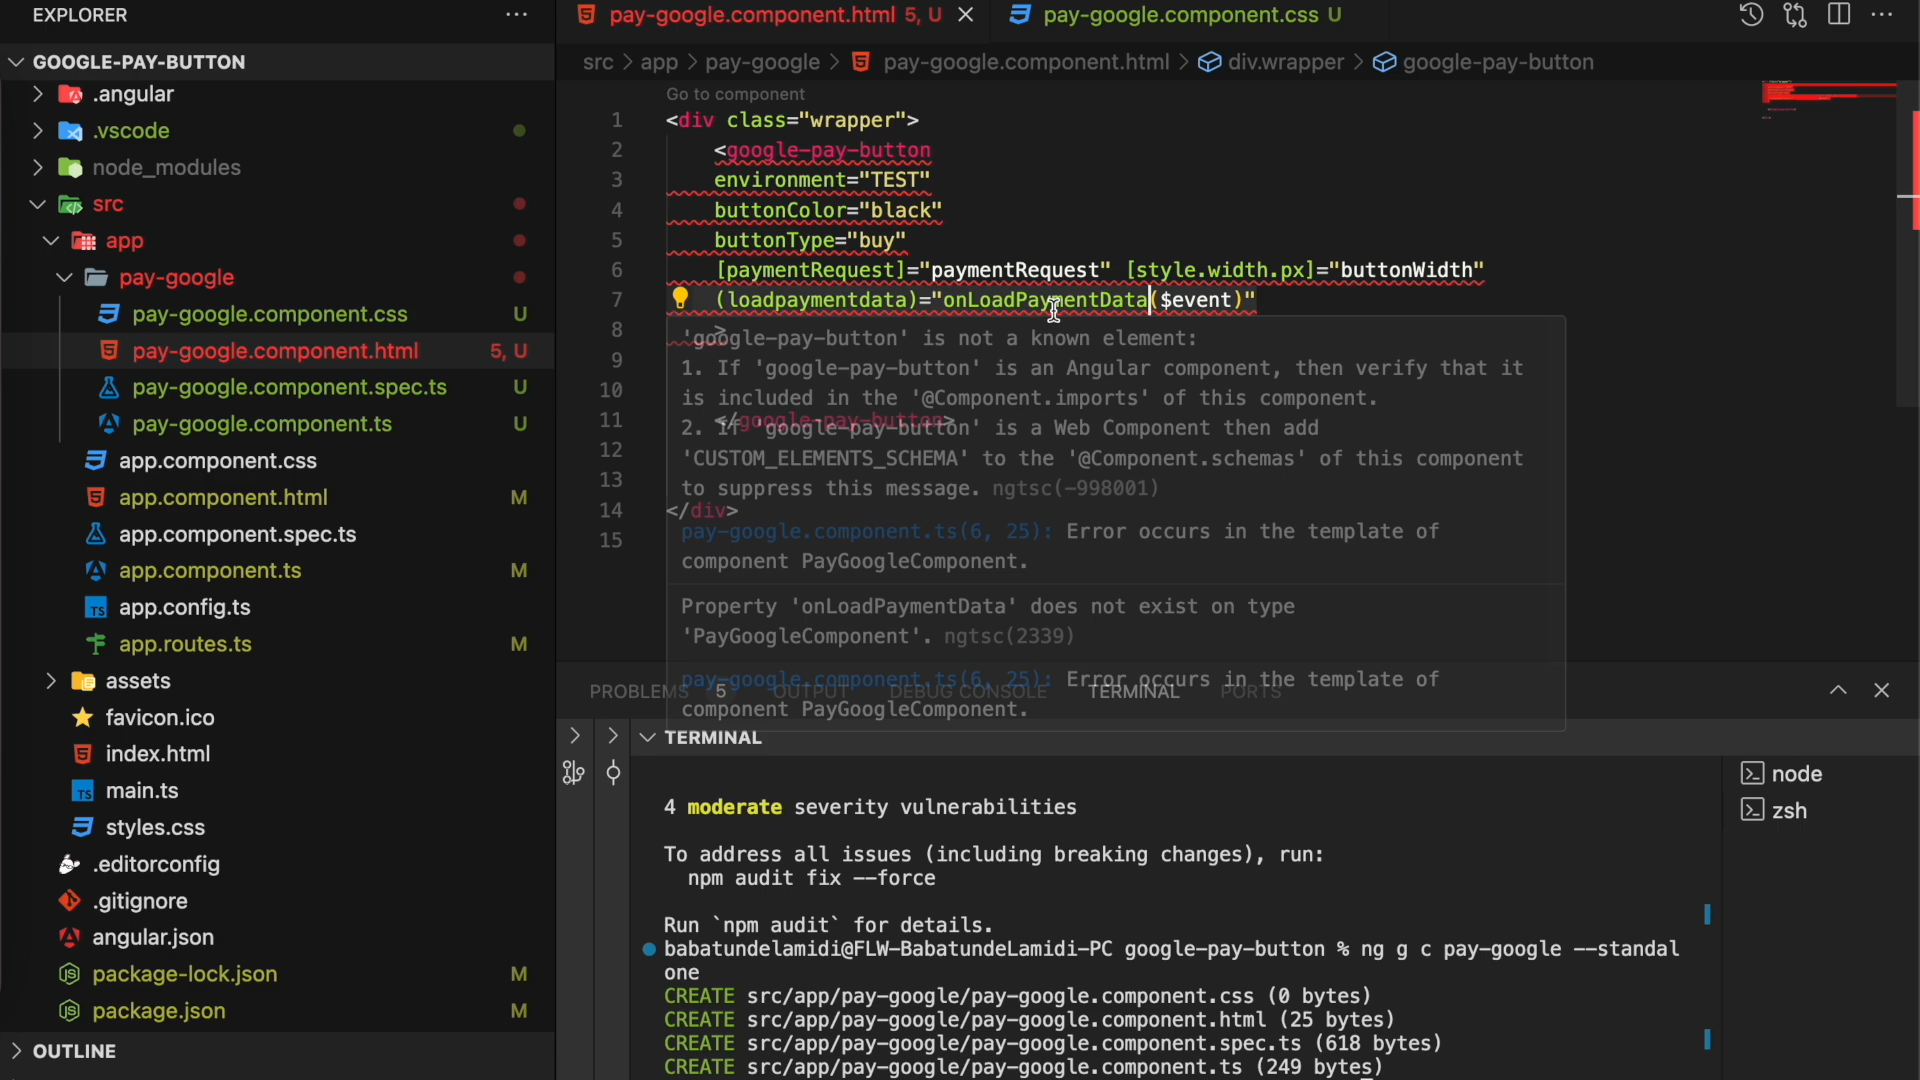 EXPLORER
GOOGLE-PAY-BUTTON
.angular
.vscode
node_modules
src
app
pay-google
pay-google.component.css U
pay-google.component.html 5, U
pay-google.component.spec.ts U
pay-google.component.ts U
app.component.css
app.component.html M
app.component.spec.ts
app.component.ts M
app.config.ts
app.routes.ts M
assets
favicon.ico
index.html
main.ts
styles.css
.editorconfig
.gitignore
angular.json
package-lock.json M
package.json M
OUTLINE
pay-google.component.html 5, U
pay-google.component.css U
src > app > pay-google > pay-google.component.html > div.wrapper > google-pay-button
Go to component
1 <div class="wrapper">
2 <google-pay-button
3 environment="TEST"
4 buttonColor="black"
5 buttonType="buy"
6 [paymentRequest]="paymentRequest" [style.width.px]="buttonWidth"
7 (loadpaymentdata)="onLoadPaymentData($event)"
8 >
9
10
11 </google-pay-button>
12
13
14 </div>
15
'google-pay-button' is not a known element:
1. If 'google-pay-button' is an Angular component, then verify that it
is included in the '@Component.imports' of this component.
2. If 'google-pay-button' is a Web Component then add
'CUSTOM_ELEMENTS_SCHEMA' to the '@Component.schemas' of this component
to suppress this message. ngtsc(-998001)
pay-google.component.ts(6, 25): Error occurs in the template of
component PayGoogleComponent.
Property 'onLoadPaymentData' does not exist on type
'PayGoogleComponent'. ngtsc(2339)
pay-google.component.ts(6, 25): Error occurs in the template of
component PayGoogleComponent.
PROBLEMS 5 OUTPUT DEBUG CONSOLE TERMINAL PORTS
TERMINAL
4 moderate severity vulnerabilities
To address all issues (including breaking changes), run:
npm audit fix --force
Run `npm audit` for details.
babatundelamidi@FLW-BabatundeLamidi-PC google-pay-button % ng g c pay-google --standal
one
CREATE src/app/pay-google/pay-google.component.css (0 bytes)
CREATE src/app/pay-google/pay-google.component.html (25 bytes)
CREATE src/app/pay-google/pay-google.component.spec.ts (618 bytes)
CREATE src/app/pay-google/pay-google.component.ts (249 bytes)
node
zsh